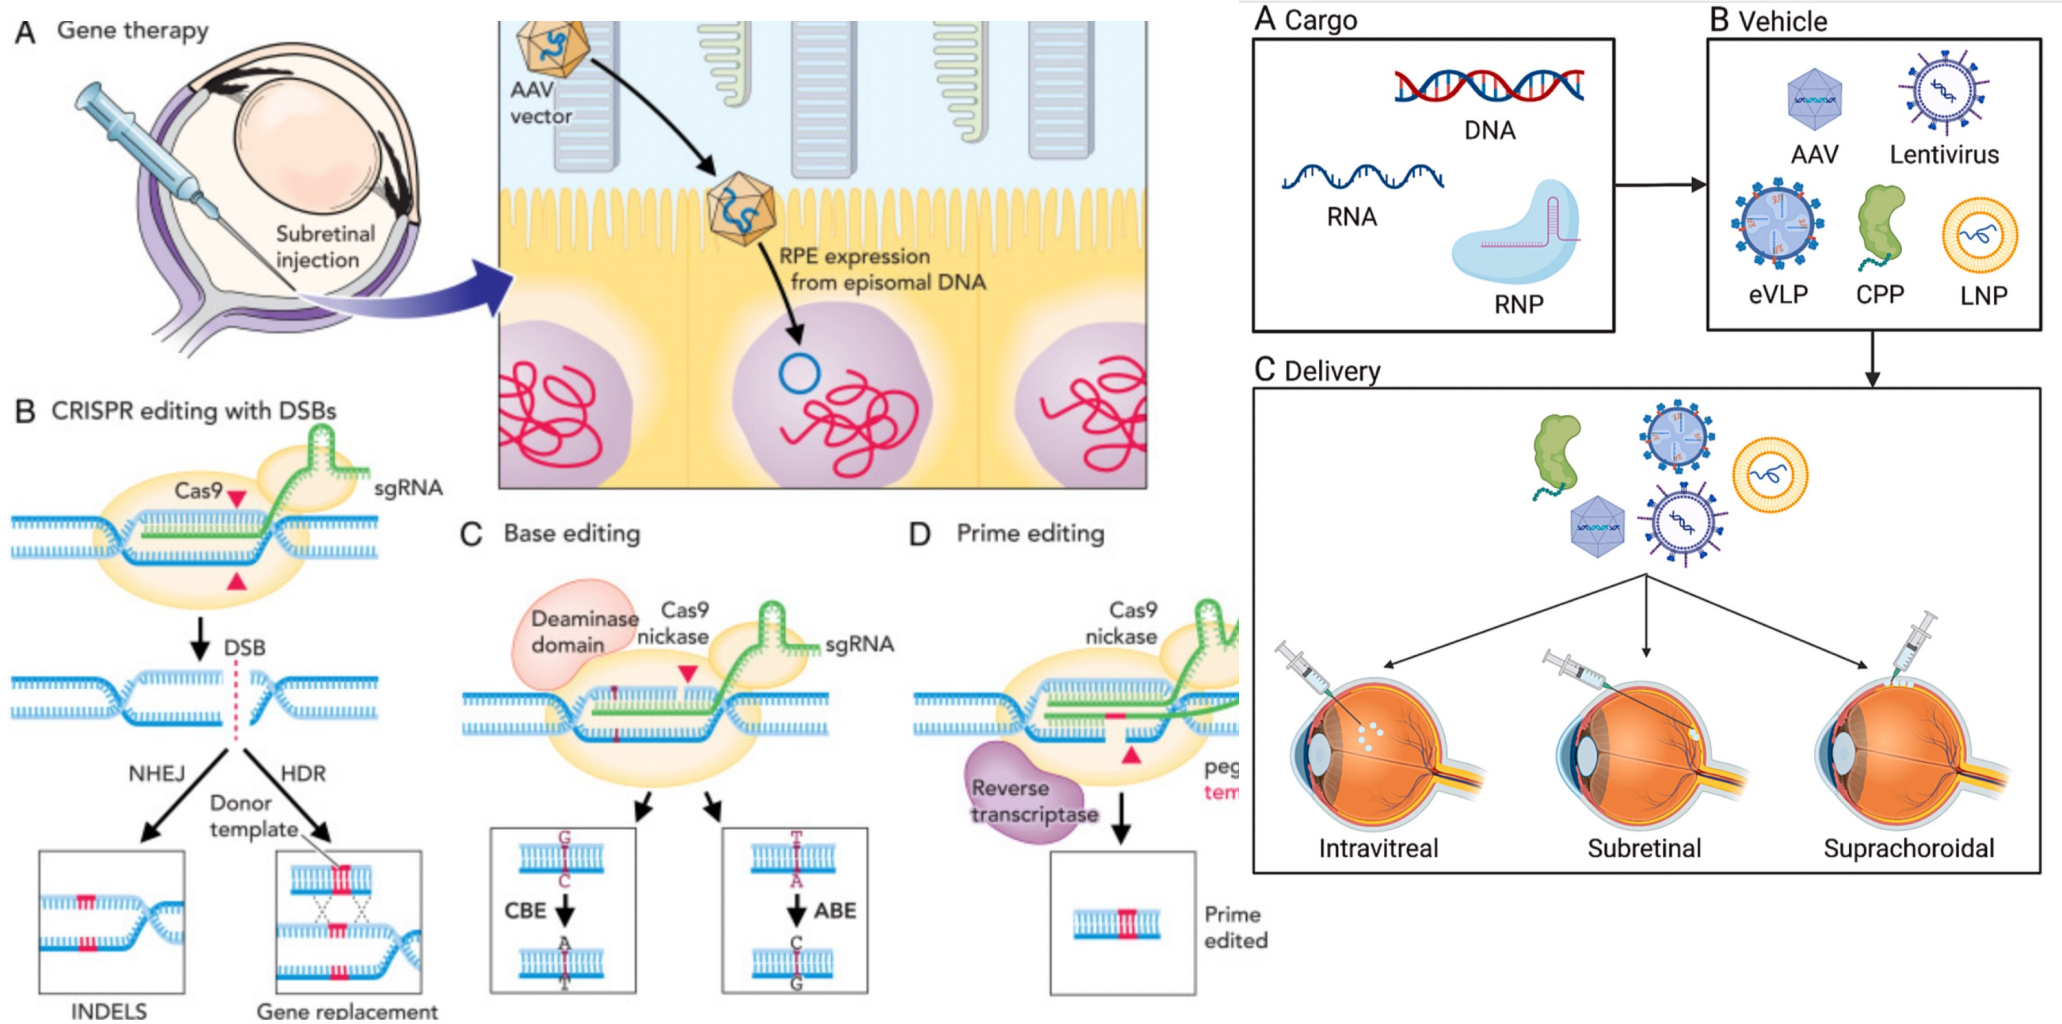 A Gene therapy
Subretinal
injection
AAV
vector
RPE expression
from episomal DNA
B CRISPR editing with DSBs
Cas9
sgRNA
DSB
NHEJ
HDR
Donor
template
INDELS
Gene replacement
C Base editing
Deaminase
domain
Cas9
nickase
sgRNA
G
C
CBE
A
T
T
A
ABE
C
G
D Prime editing
Cas9
nickase
Reverse
transcriptase
peg
tem
Prime
edited
A Cargo
DNA
RNA
RNP
B Vehicle
AAV
Lentivirus
eVLP
CPP
LNP
C Delivery
Intravitreal
Subretinal
Suprachoroidal